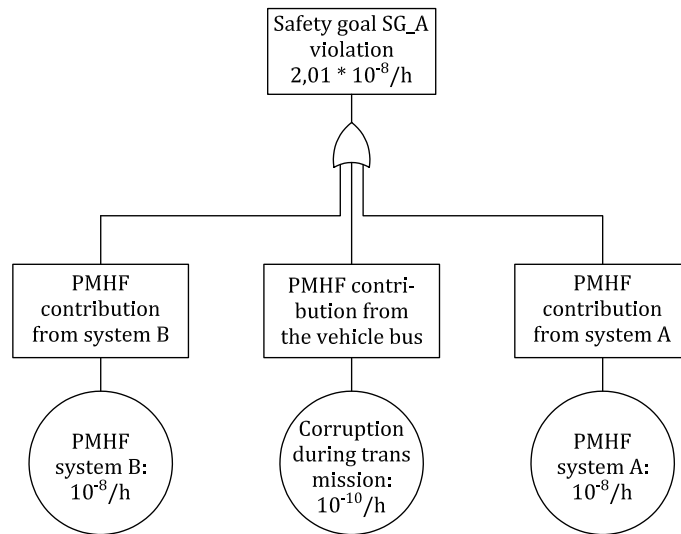 Safety goal SG_A
violation
2,01 * 10⁻⁸/h
PMHF
contribution
from system B
PMHF contri-
bution from
the vehicle bus
PMHF
contribution
from system A
PMHF
system B:
10⁻⁸/h
Corruption
during trans
mission:
10⁻¹⁰/h
PMHF
system A:
10⁻⁸/h